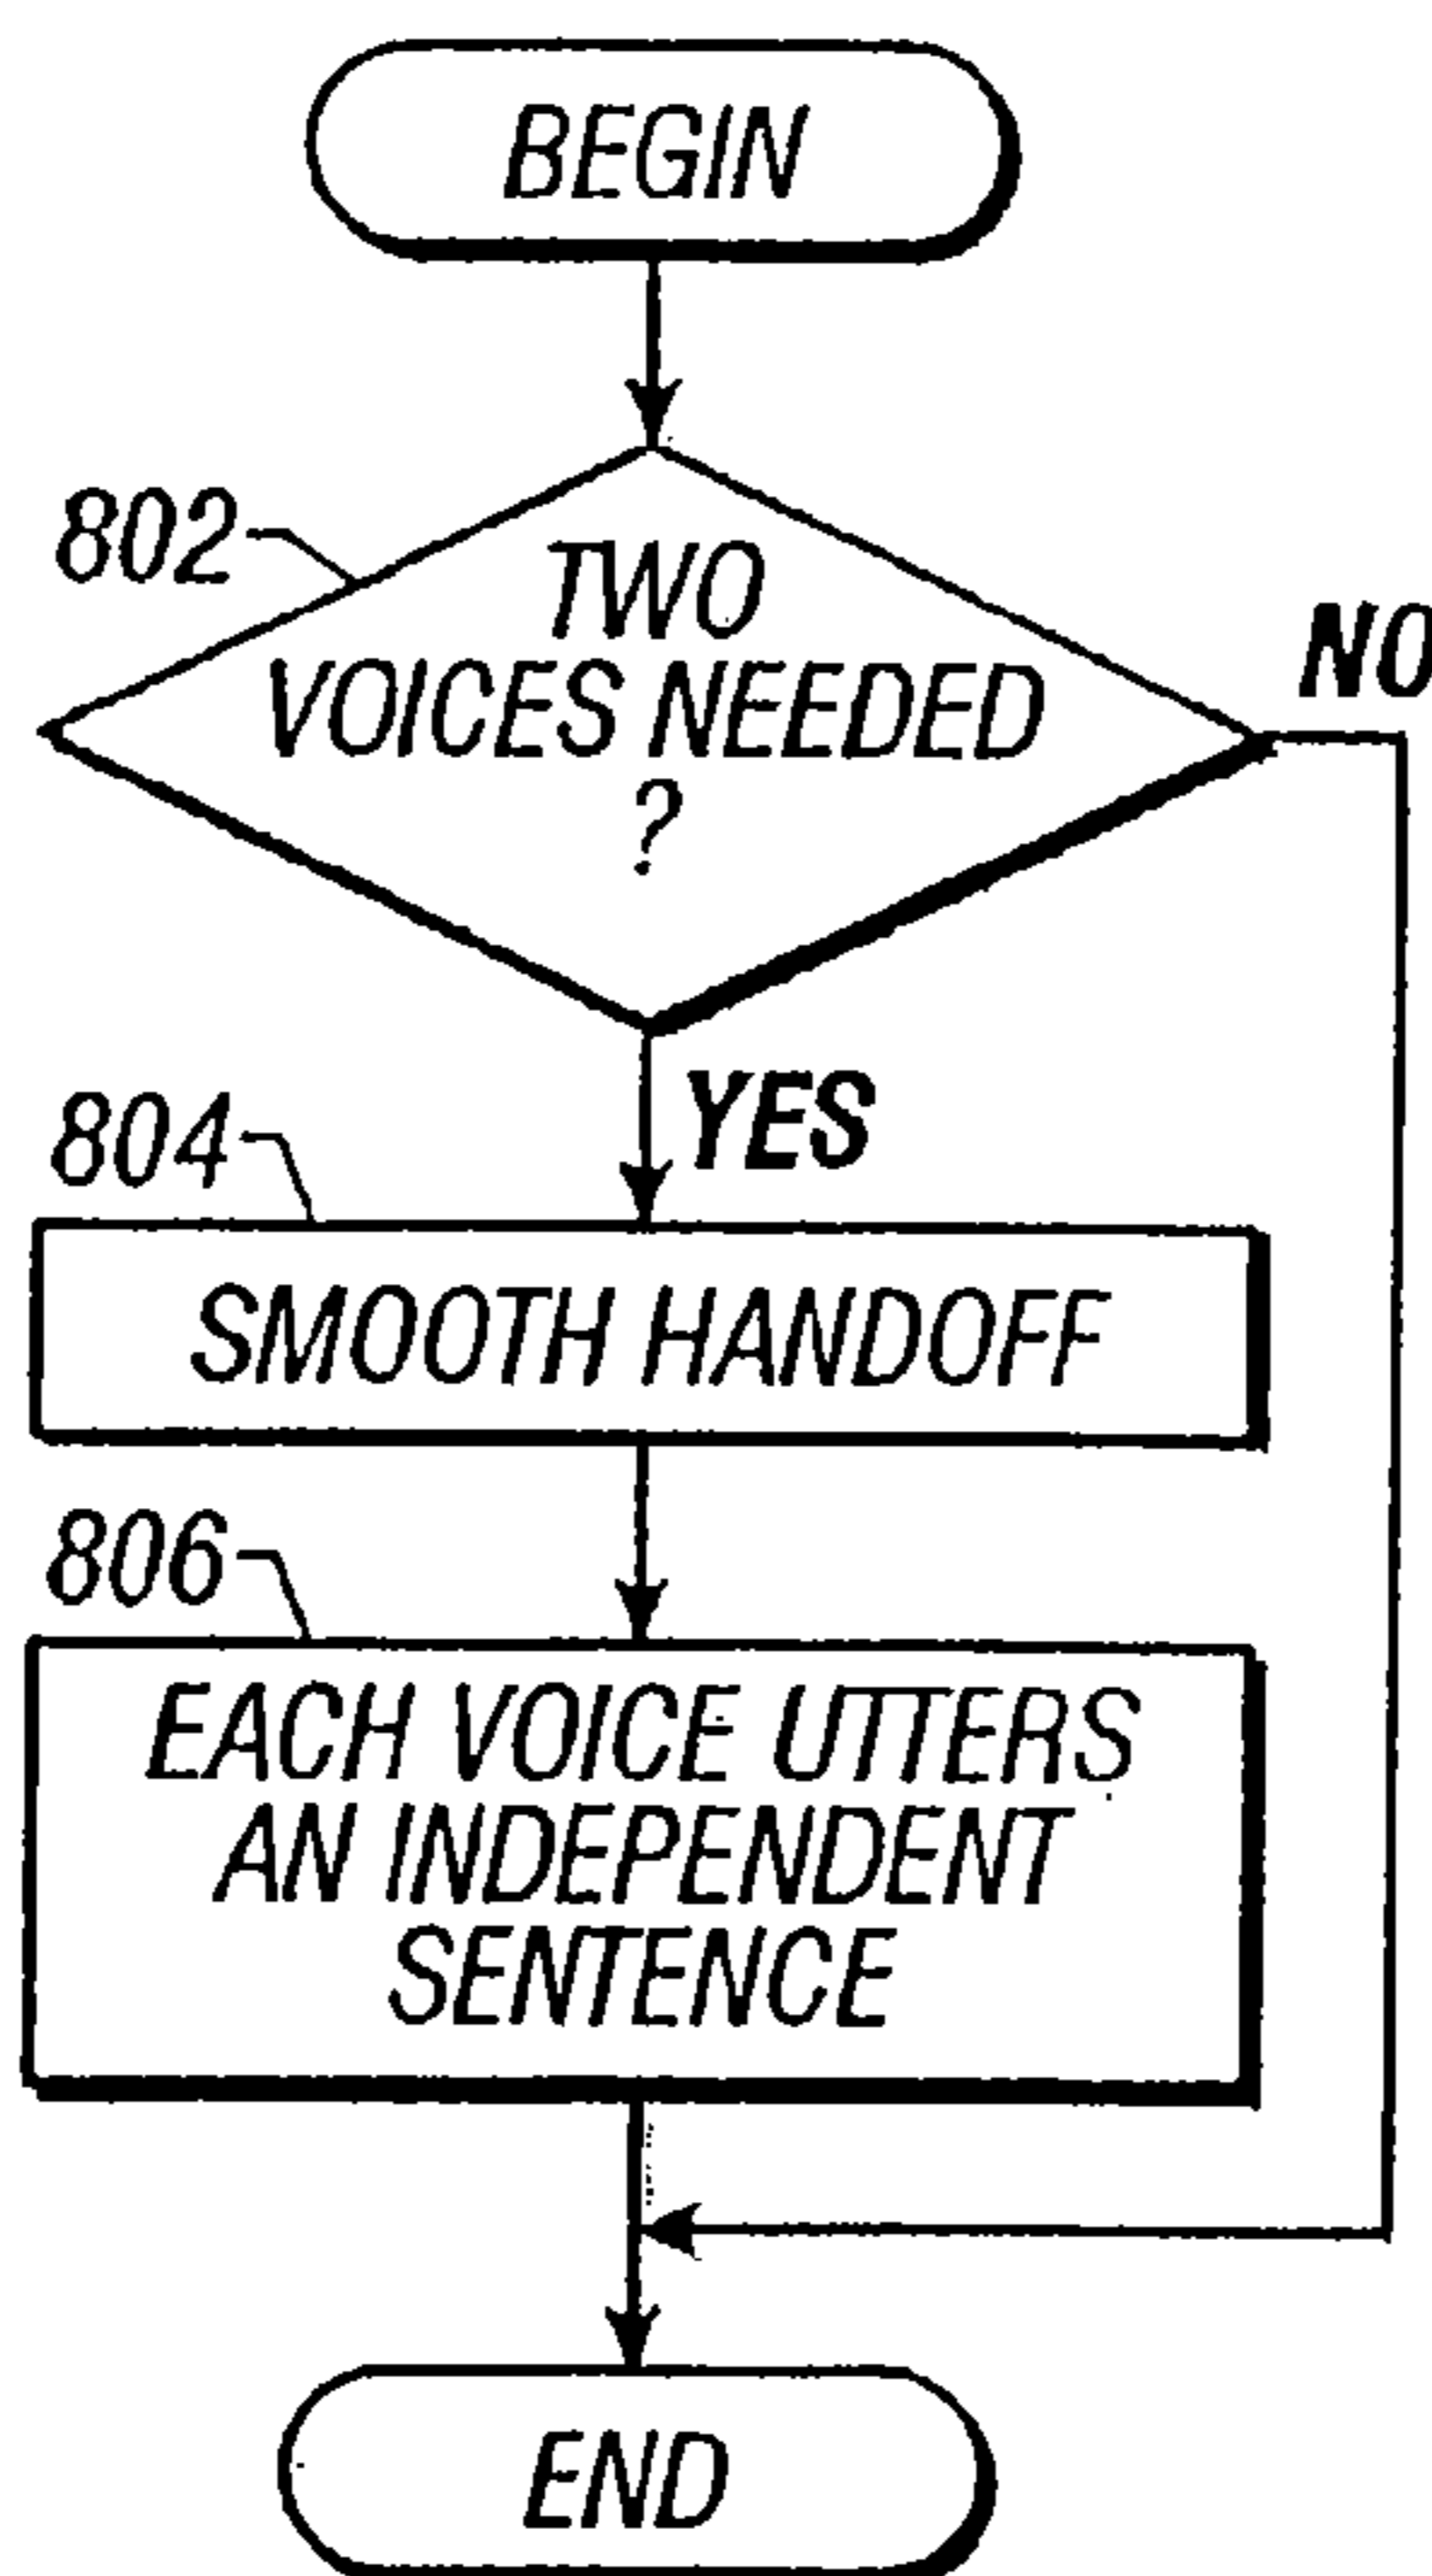 BEGIN
802
TWO
VOICES NEEDED
?
NO
YES
804
SMOOTH HANDOFF
806
EACH VOICE UTTERS
AN INDEPENDENT
SENTENCE
END